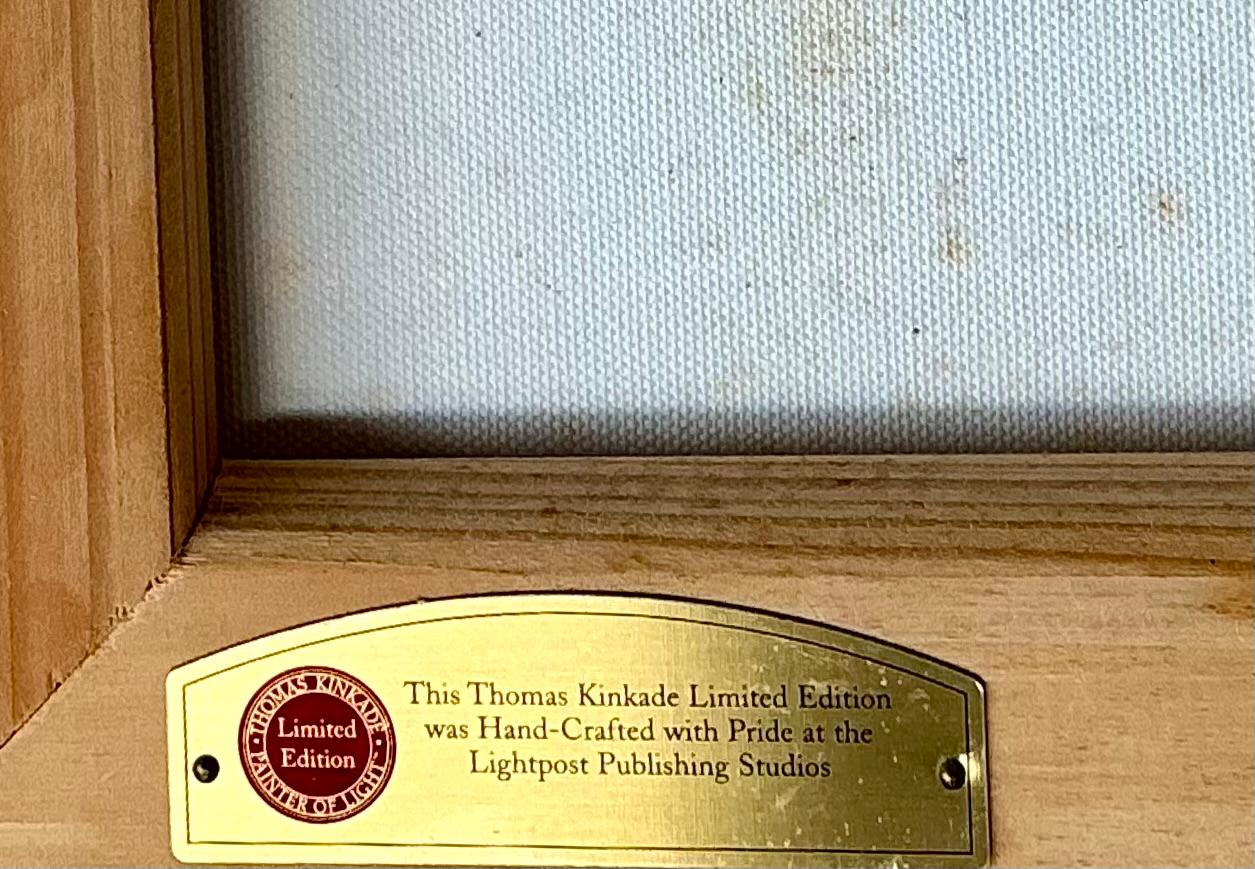 THOMAS KINKADE
Limited
Edition
PAINTER OF LIGHT
This Thomas Kinkade Limited Edition
was Hand-Crafted with Pride at the
Lightpost Publishing Studios